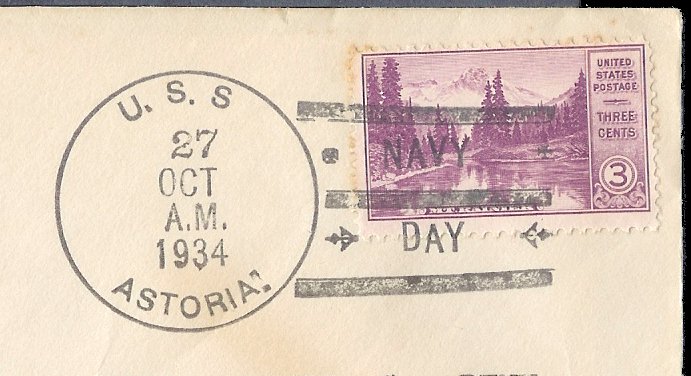 U. S. S
27
OCT
A.M.
1934
ASTORIA.
UNITED
STATES
POSTAGE
THREE
CENTS
3
NAVY
DAY